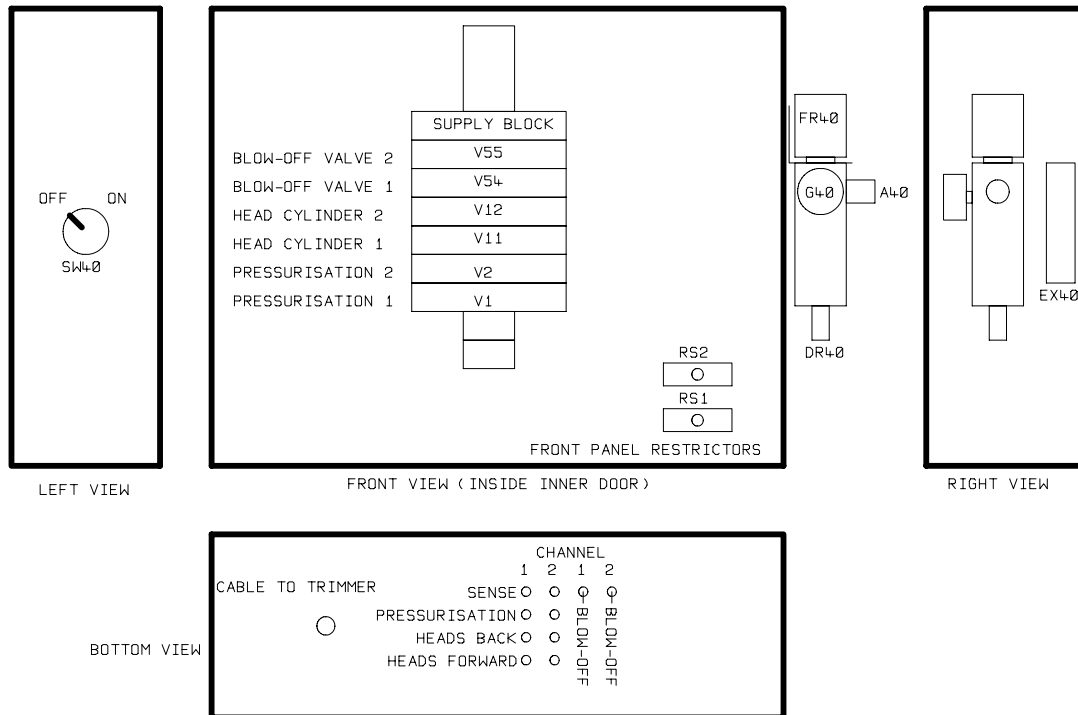 SUPPLY BLOCK
BLOW-OFF VALVE 2 V55
BLOW-OFF VALVE 1 V54
HEAD CYLINDER 2 V12
HEAD CYLINDER 1 V11
PRESSURISATION 2 V2
PRESSURISATION 1 V1
OFF ON
SW40
FR40
G40 A40
DR40
EX40
RS2
RS1
FRONT PANEL RESTRICTORS
LEFT VIEW
FRONT VIEW (INSIDE INNER DOOR)
RIGHT VIEW
CHANNEL
1 2 1 2
CABLE TO TRIMMER
SENSE
PRESSURISATION
HEADS BACK
HEADS FORWARD
BLOW-OFF
BLOW-OFF
BOTTOM VIEW